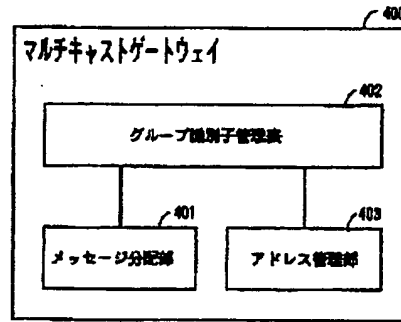 400
マルチキャストゲートウェイ
402
グループ識別子管理表
401
メッセージ分配部
403
アドレス管理部